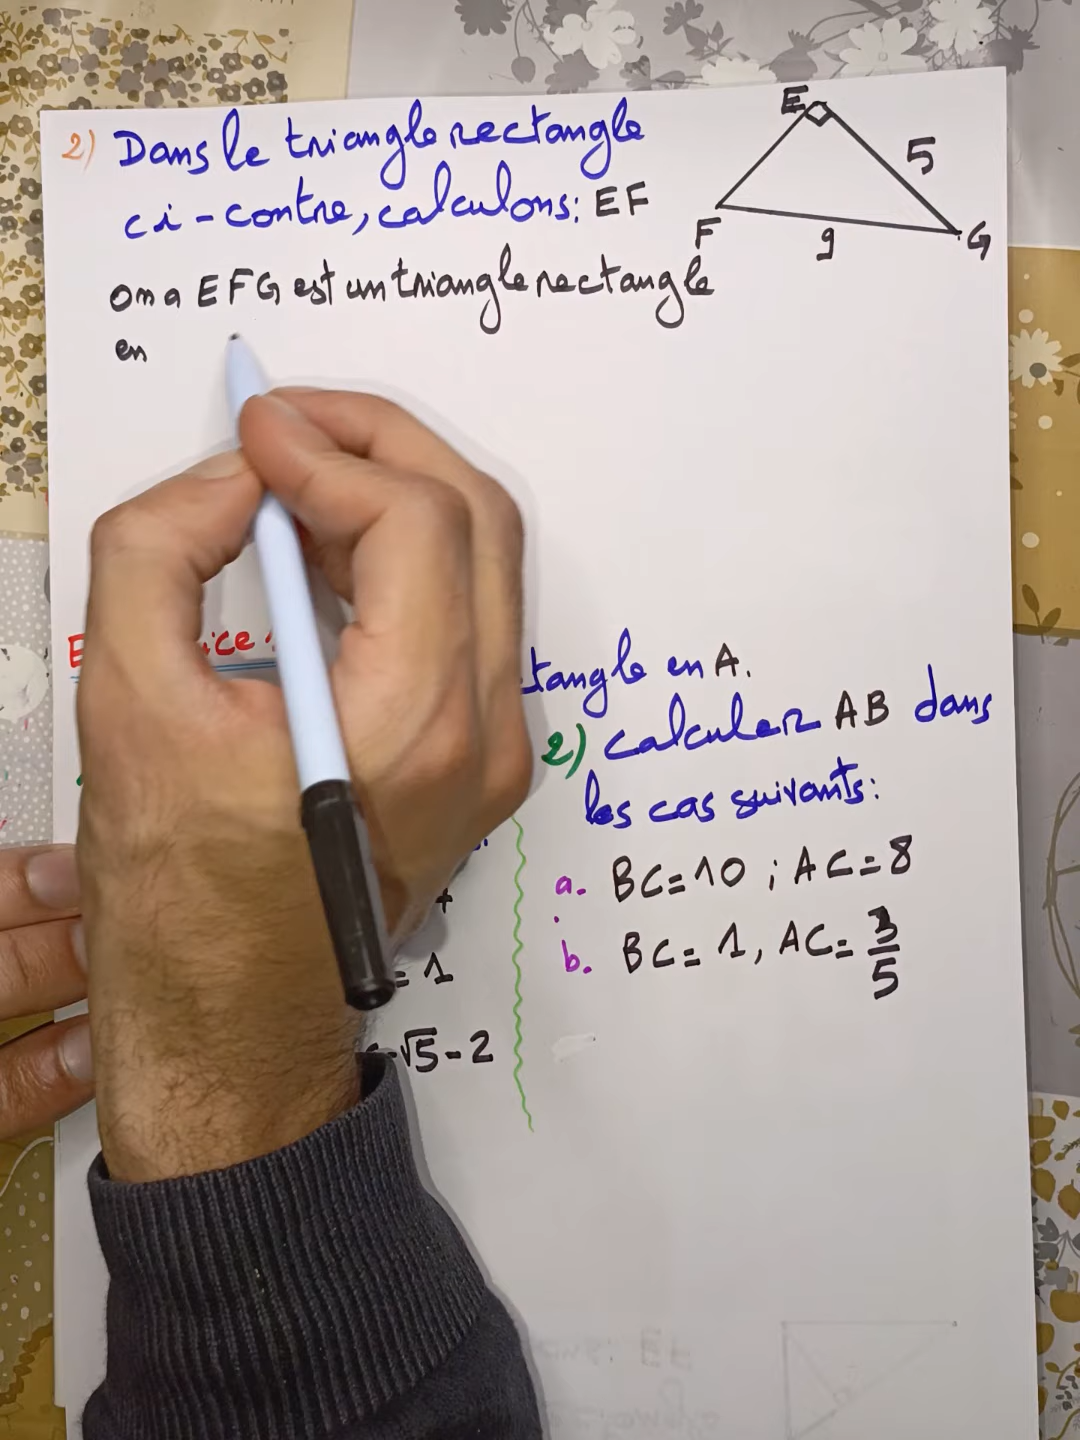 2) Dans le triangle rectangle
ci-contre, calculons: EF
E
5
F
9
G
on a EFG est un triangle rectangle
en
ice
tangle en A.
2) calculer AB dans
les cas suivants:
a. BC=10 ; AC=8
b. BC=1, AC=3/5
+
=1
√5-2